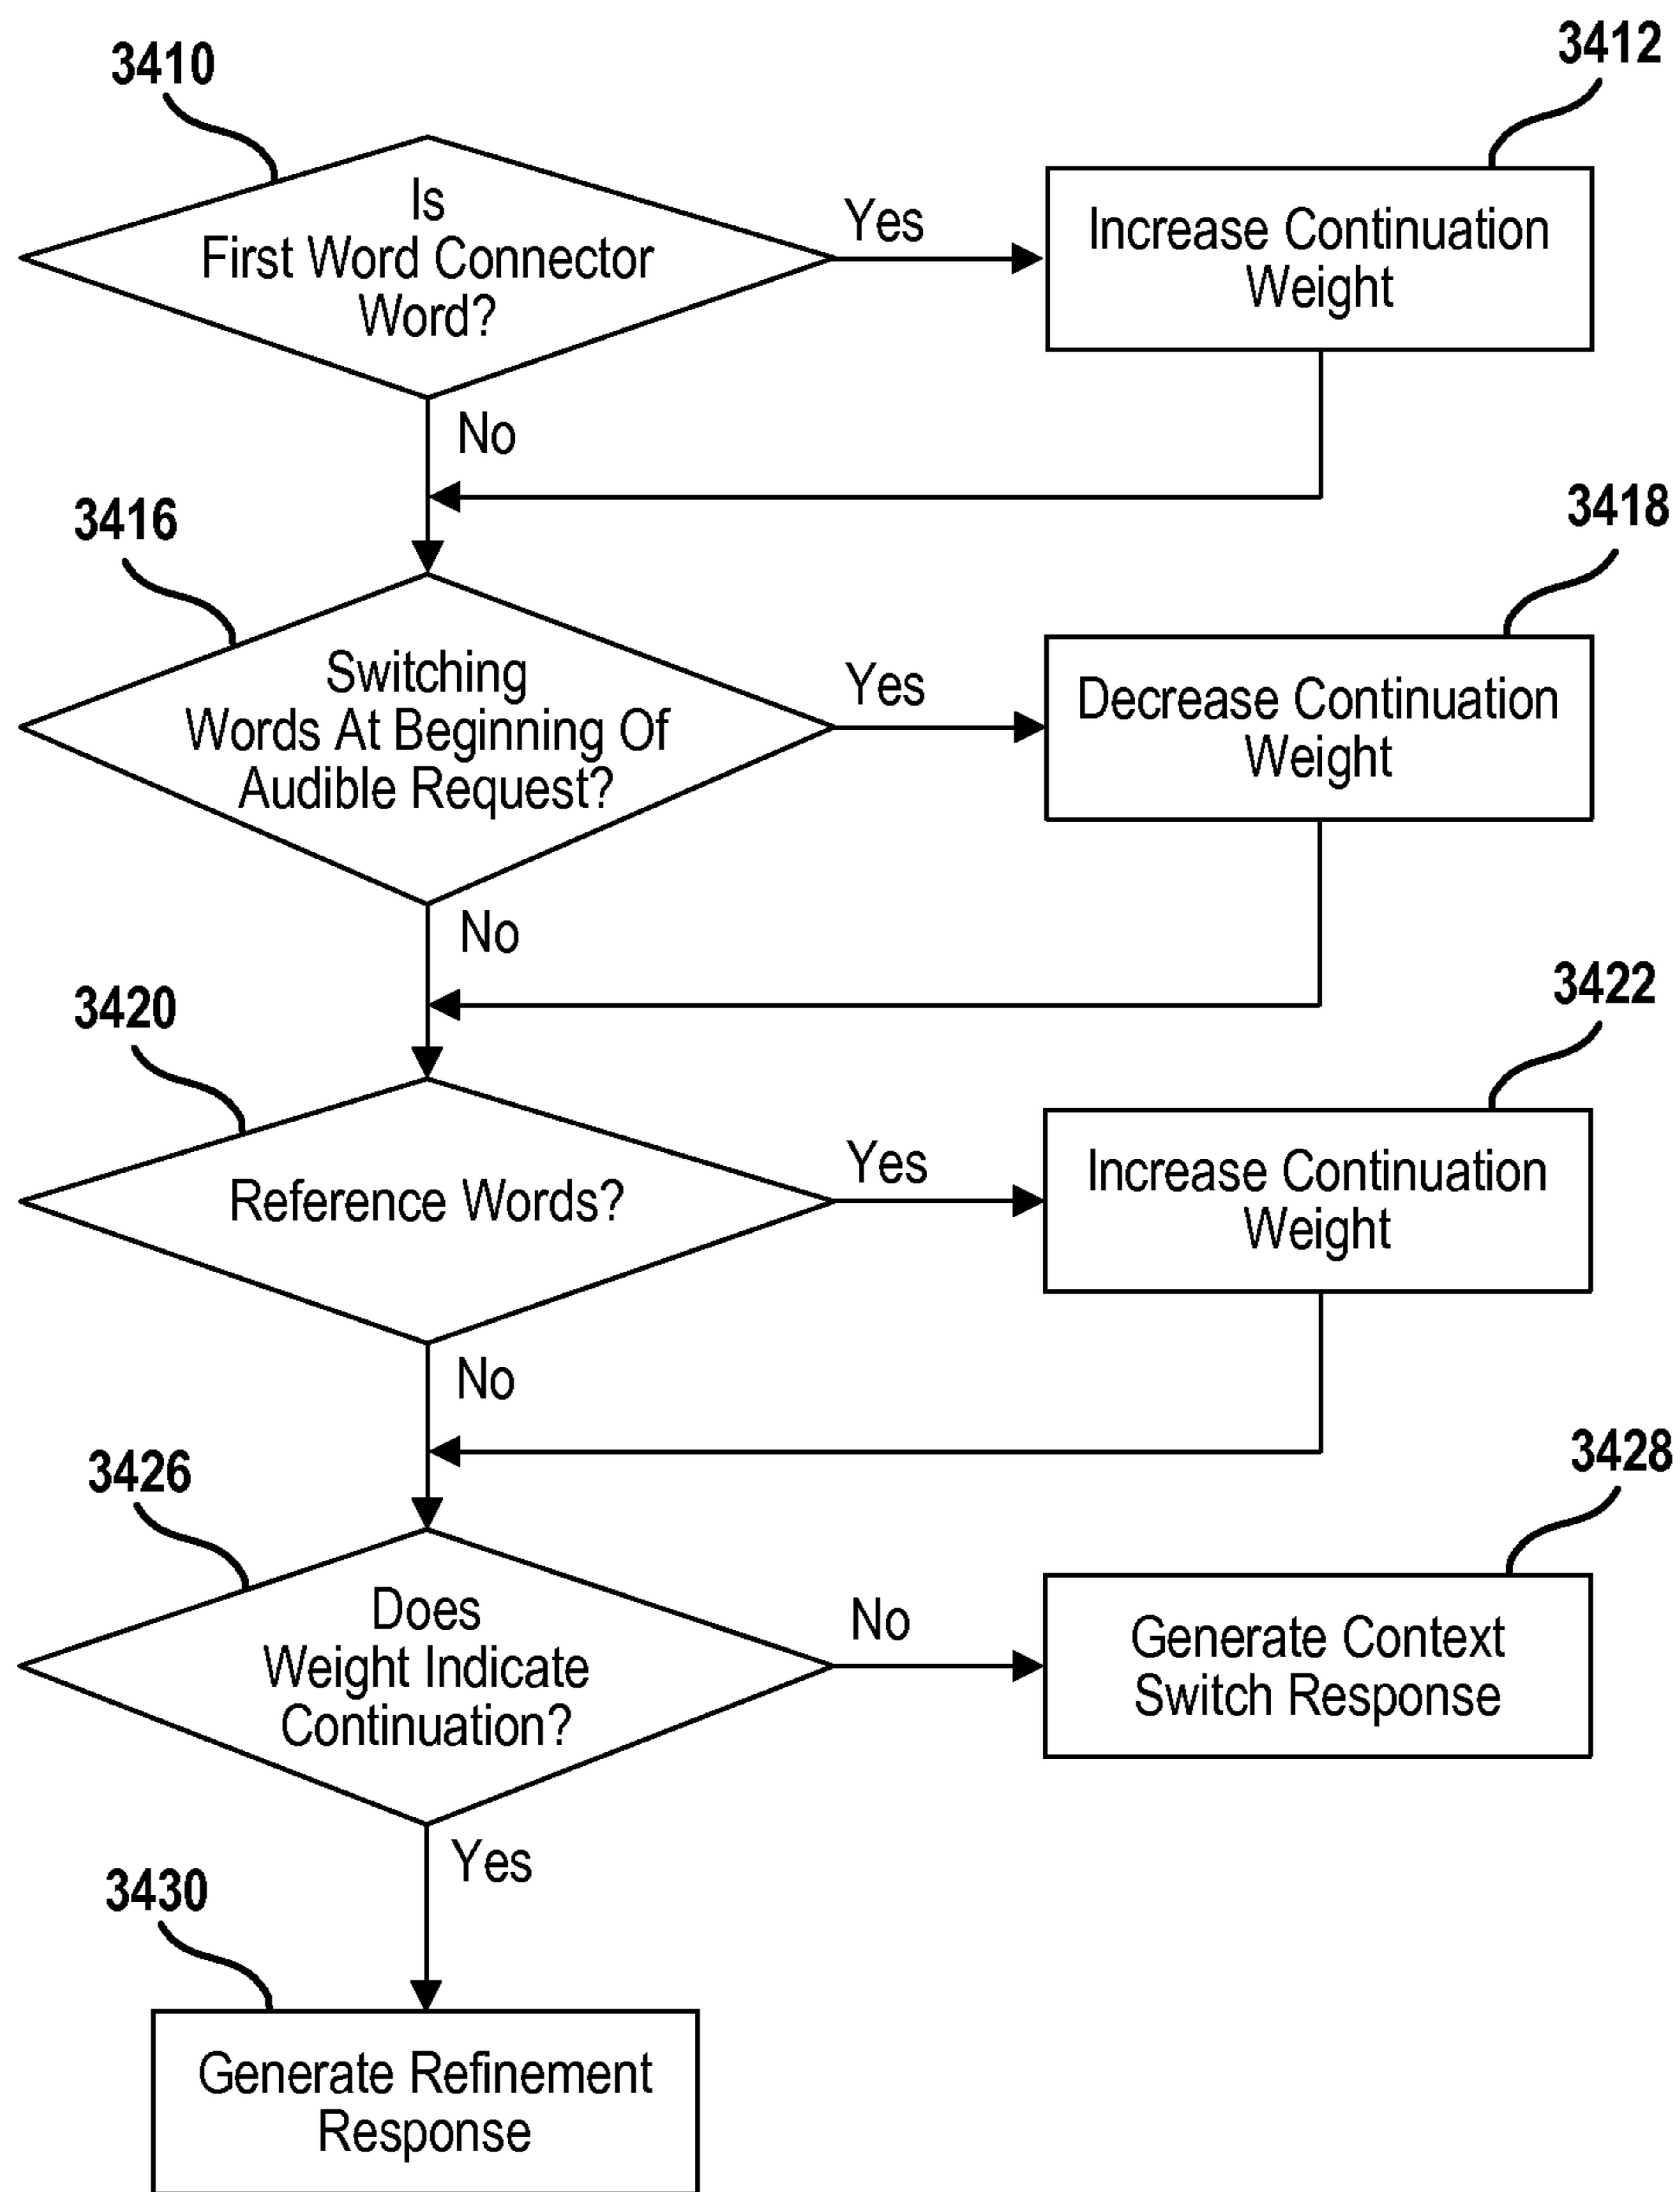 3410
3412
Is
First Word Connector
Word?
Yes
Increase Continuation
Weight
No
3416
3418
Switching
Words At Beginning Of
Audible Request?
Yes
Decrease Continuation
Weight
No
3420
3422
Reference Words?
Yes
Increase Continuation
Weight
No
3426
3428
Does
Weight Indicate
Continuation?
No
Generate Context
Switch Response
Yes
3430
Generate Refinement
Response